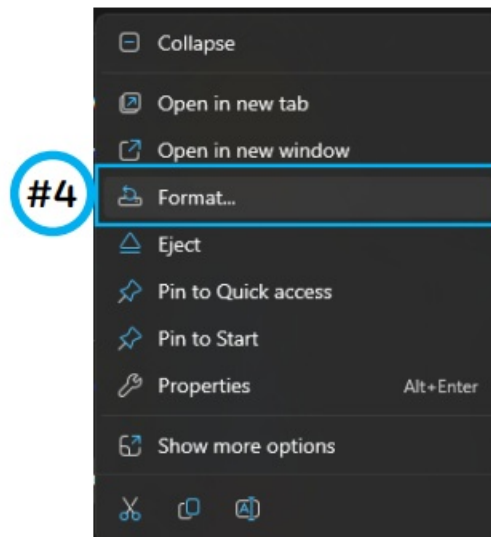 Collapse
Open in new tab
Open in new window
#4
Format...
Eject
Pin to Quick access
Pin to Start
Properties Alt+Enter
Show more options
A